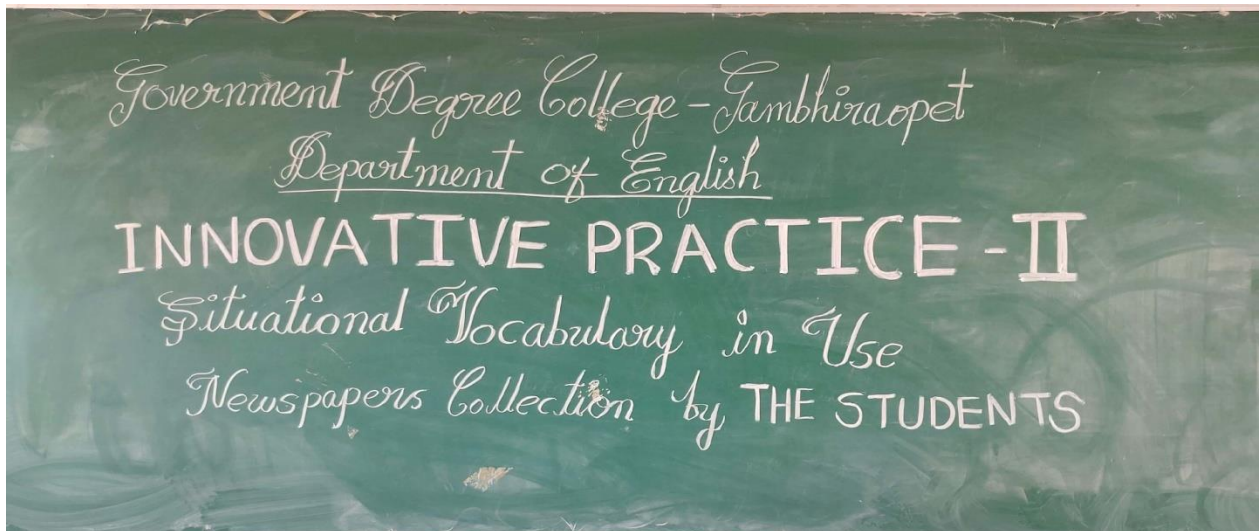 Government Degree College - Gambhiraopet
Department of English
INNOVATIVE PRACTICE - II
Situational Vocabulary in Use
Newspapers Collection by THE STUDENTS